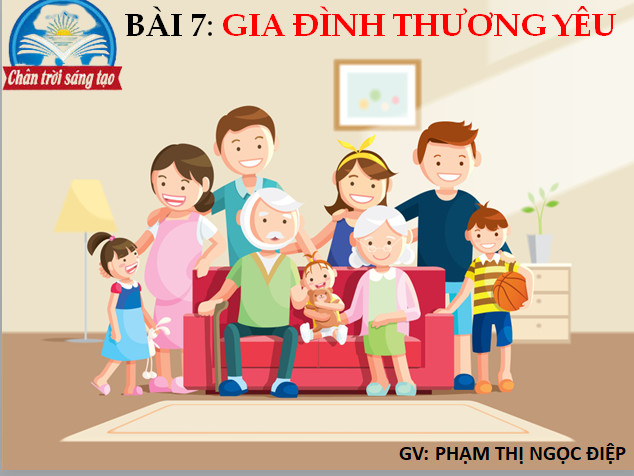 BÀI 7: GIA ĐÌNH THƯƠNG YÊU
Chân trời sáng tạo
GV: PHẠM THỊ NGỌC ĐIỆP